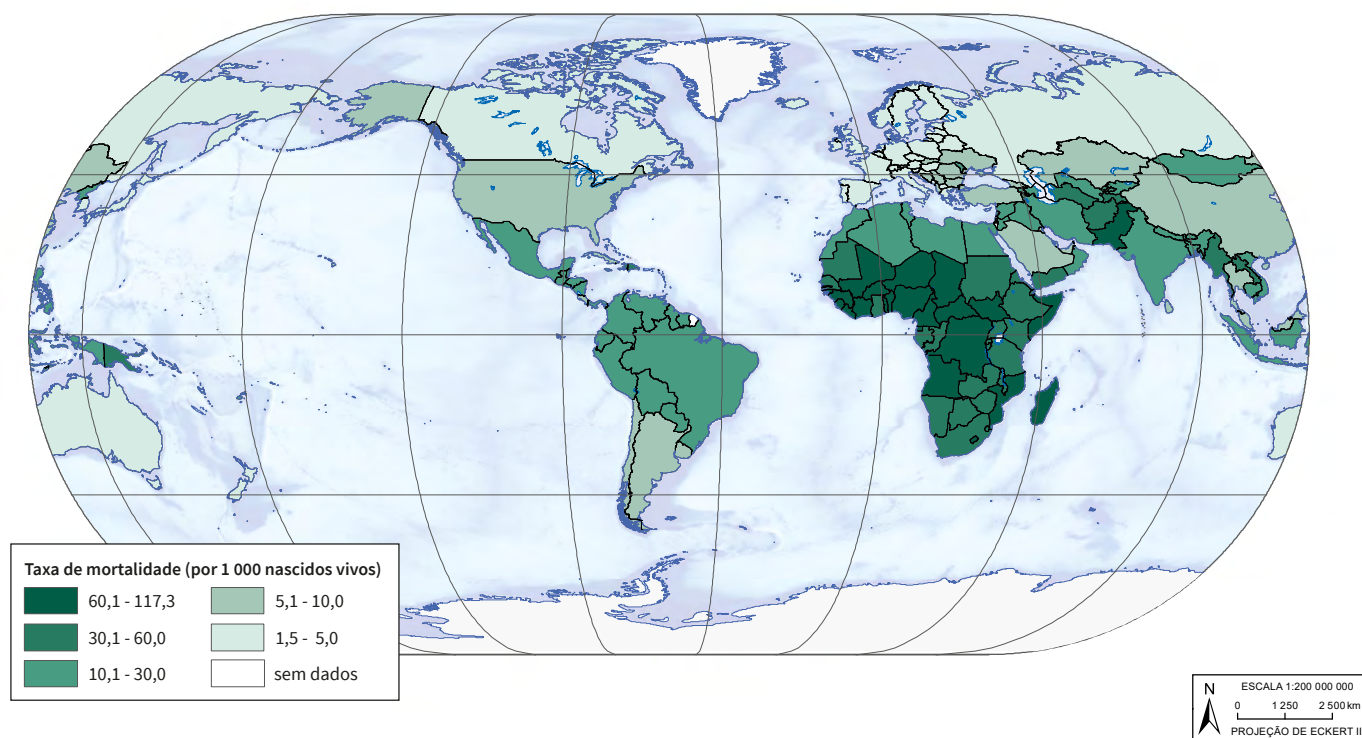 Taxa de mortalidade (por 1 000 nascidos vivos)
60,1 - 117,3
30,1 - 60,0
10,1 - 30,0
5,1 - 10,0
1,5 - 5,0
sem dados
N
ESCALA 1:200 000 000
0 1 250 2 500 km
PROJEÇÃO DE ECKERT III